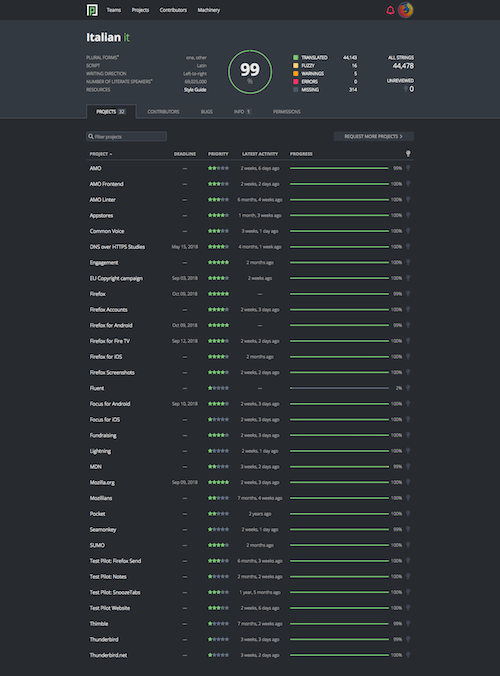 Teams Projects Contributors Machinery
Italian it
PLURAL FORMS one, other
SCRIPT Latin
WRITING DIRECTION Left-to-right
NUMBER OF LITERATE SPEAKERS 69,025,000
RESOURCES Style Guide
99
%
TRANSLATED 44,143
FUZZY 16
WARNINGS 5
ERRORS 0
MISSING 314
ALL STRINGS
44,478
UNREVIEWED
0
PROJECTS 32 CONTRIBUTORS BUGS INFO 1 PERMISSIONS
Filter projects REQUEST MORE PROJECTS >
PROJECT DEADLINE PRIORITY LATEST ACTIVITY PROGRESS
AMO — 2 weeks, 6 days ago 99%
AMO Frontend — 2 weeks, 2 days ago 100%
AMO Linter — 6 months, 4 weeks ago 100%
Appstores — 1 month, 3 weeks ago 100%
Common Voice — 3 weeks, 1 day ago 100%
DNS over HTTPS Studies May 15, 2018 4 months, 1 week ago 100%
Engagement — 2 months ago 100%
EU Copyright campaign Sep 03, 2018 2 weeks ago 100%
Firefox Oct 09, 2018 — 99%
Firefox Accounts — 2 weeks, 3 days ago 100%
Firefox for Android Oct 09, 2018 — 99%
Firefox for Fire TV Sep 12, 2018 2 weeks, 2 days ago 100%
Firefox for iOS — 2 months ago 100%
Firefox Screenshots — 2 weeks, 2 days ago 100%
Fluent — — 2%
Focus for Android Sep 10, 2018 2 weeks, 3 days ago 100%
Focus for iOS — 2 weeks, 3 days ago 100%
Fundraising — 2 weeks, 3 days ago 100%
Lightning — 2 weeks, 1 day ago 100%
MDN — 3 weeks, 2 days ago 99%
Mozilla.org Sep 09, 2018 2 weeks, 3 days ago 100%
Mozillians — 7 months, 4 weeks ago 100%
Pocket — 2 years ago 100%
Seamonkey — 2 weeks, 1 day ago 99%
SUMO — 2 months ago 100%
Test Pilot: Firefox Send — 6 months, 3 weeks ago 100%
Test Pilot: Notes — 2 months, 2 weeks ago 100%
Test Pilot: SnoozeTabs — 1 year, 5 months ago 100%
Test Pilot Website — 2 weeks, 6 days ago 100%
Thimble — 7 months, 2 weeks ago 100%
Thunderbird — 3 weeks, 3 days ago 99%
Thunderbird.net — 3 weeks, 3 days ago 100%